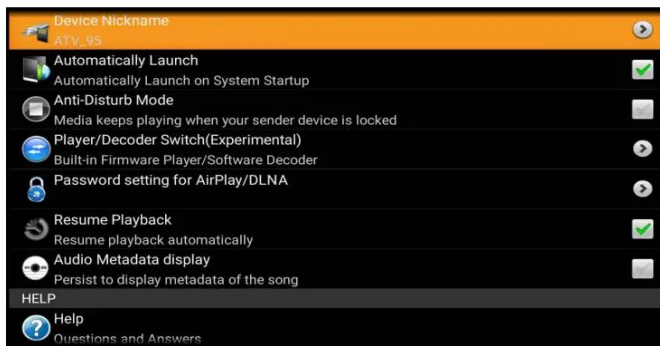 Device Nickname
ATV_95
Automatically Launch
Automatically Launch on System Startup
Anti-Disturb Mode
Media keeps playing when your sender device is locked
Player/Decoder Switch(Experimental)
Built-in Firmware Player/Software Decoder
Password setting for AirPlay/DLNA
Resume Playback
Resume playback automatically
Audio Metadata display
Persist to display metadata of the song
HELP
Help
Questions and Answers